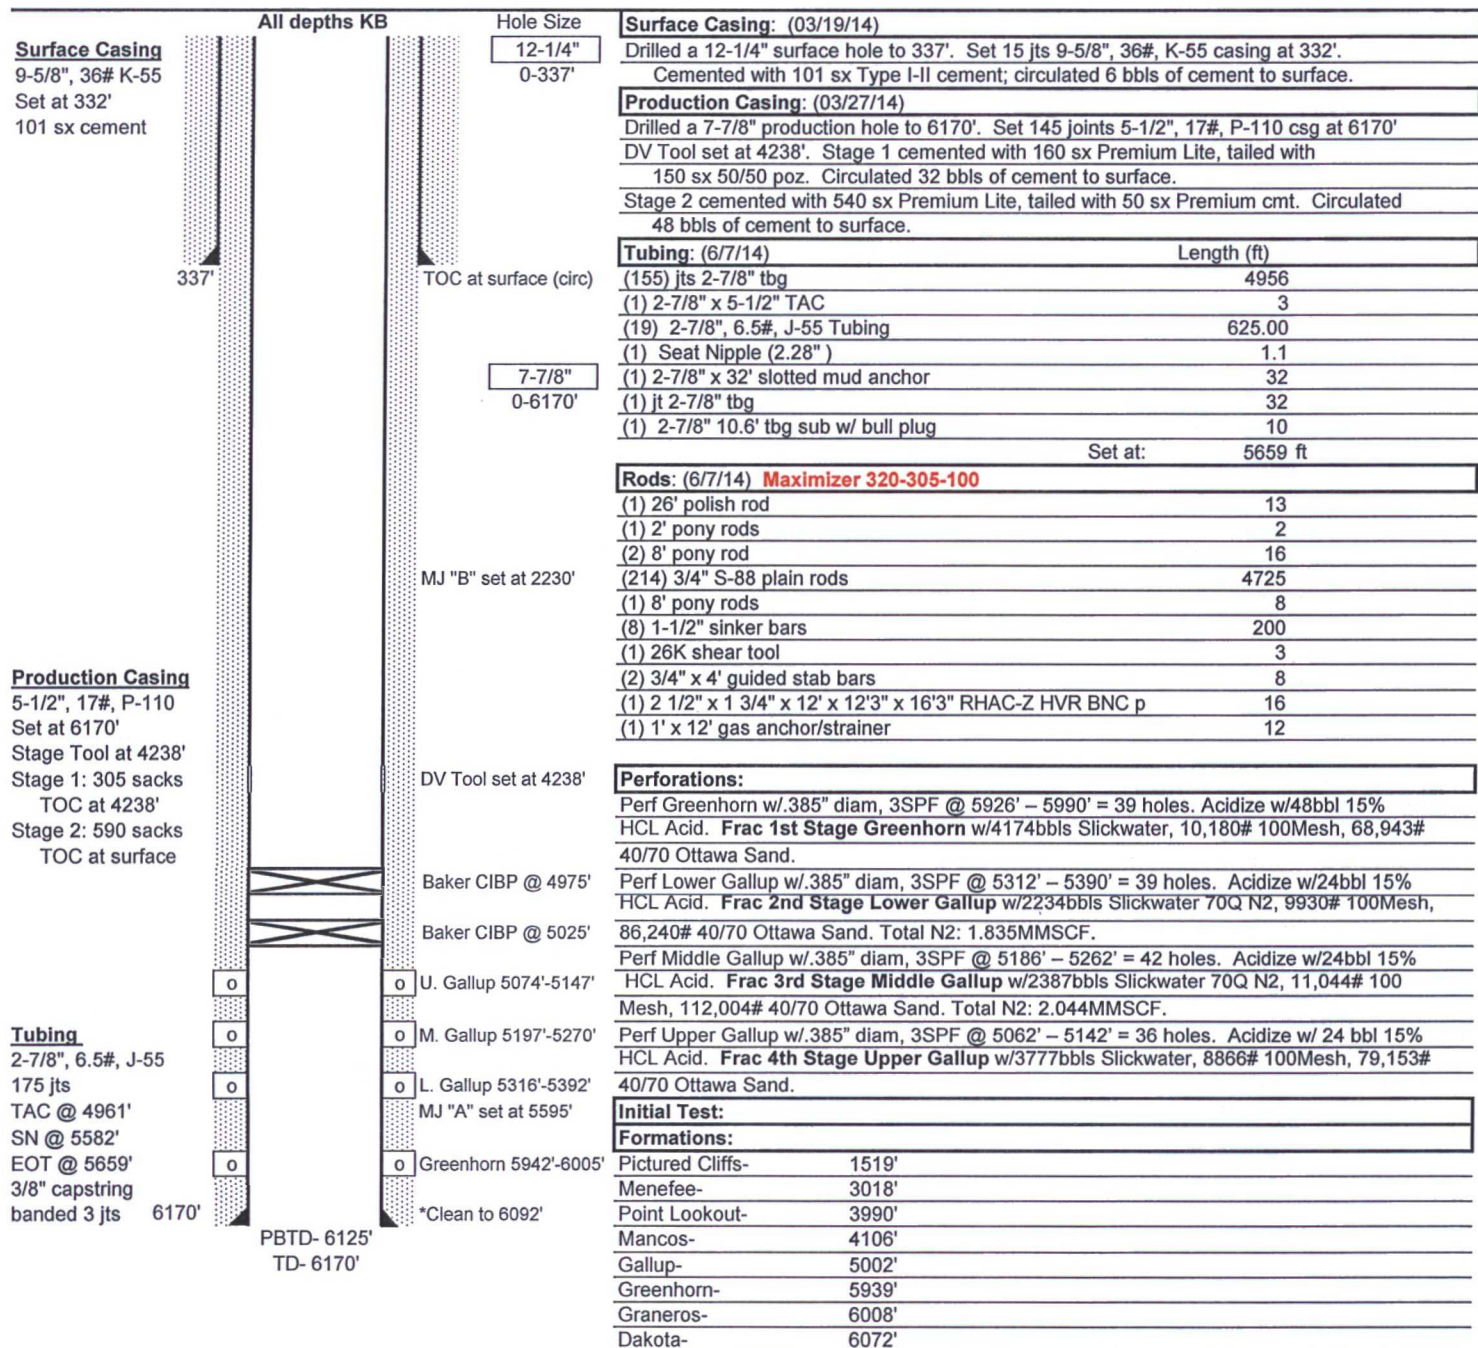 All depths KB
Hole Size
Surface Casing
9-5/8", 36# K-55
Set at 332'
101 sx cement
12-1/4"
0-337'
337'
TOC at surface (circ)
7-7/8"
0-6170'
MJ "B" set at 2230'
Production Casing
5-1/2", 17#, P-110
Set at 6170'
Stage Tool at 4238'
Stage 1: 305 sacks
TOC at 4238'
Stage 2: 590 sacks
TOC at surface
DV Tool set at 4238'
Baker CIBP @ 4975'
Baker CIBP @ 5025'
o o U. Gallup 5074'-5147'
o o M. Gallup 5197'-5270'
o o L. Gallup 5316'-5392'
MJ "A" set at 5595'
o o Greenhorn 5942'-6005'
Tubing
2-7/8", 6.5#, J-55
175 jts
TAC @ 4961'
SN @ 5582'
EOT @ 5659'
3/8" capstring
banded 3 jts 6170'
*Clean to 6092'
PBTD- 6125'
TD- 6170'
Surface Casing: (03/19/14)
Drilled a 12-1/4" surface hole to 337'. Set 15 jts 9-5/8", 36#, K-55 casing at 332'.
Cemented with 101 sx Type I-II cement; circulated 6 bbls of cement to surface.
Production Casing: (03/27/14)
Drilled a 7-7/8" production hole to 6170'. Set 145 joints 5-1/2", 17#, P-110 csg at 6170'
DV Tool set at 4238'. Stage 1 cemented with 160 sx Premium Lite, tailed with
150 sx 50/50 poz. Circulated 32 bbls of cement to surface.
Stage 2 cemented with 540 sx Premium Lite, tailed with 50 sx Premium cmt. Circulated
48 bbls of cement to surface.
Tubing: (6/7/14) Length (ft)
(155) jts 2-7/8" tbg 4956
(1) 2-7/8" x 5-1/2" TAC 3
(19) 2-7/8", 6.5#, J-55 Tubing 625.00
(1) Seat Nipple (2.28" ) 1.1
(1) 2-7/8" x 32' slotted mud anchor 32
(1) jt 2-7/8" tbg 32
(1) 2-7/8" 10.6' tbg sub w/ bull plug 10
Set at: 5659 ft
Rods: (6/7/14) Maximizer 320-305-100
(1) 26' polish rod 13
(1) 2' pony rods 2
(2) 8' pony rod 16
(214) 3/4" S-88 plain rods 4725
(1) 8' pony rods 8
(8) 1-1/2" sinker bars 200
(1) 26K shear tool 3
(2) 3/4" x 4' guided stab bars 8
(1) 2 1/2" x 1 3/4" x 12' x 12'3" x 16'3" RHAC-Z HVR BNC p 16
(1) 1' x 12' gas anchor/strainer 12
Perforations:
Perf Greenhorn w/.385" diam, 3SPF @ 5926' – 5990' = 39 holes. Acidize w/48bbl 15%
HCL Acid. Frac 1st Stage Greenhorn w/4174bbls Slickwater, 10,180# 100Mesh, 68,943#
40/70 Ottawa Sand.
Perf Lower Gallup w/.385" diam, 3SPF @ 5312' – 5390' = 39 holes. Acidize w/24bbl 15%
HCL Acid. Frac 2nd Stage Lower Gallup w/2234bbls Slickwater 70Q N2, 9930# 100Mesh,
86,240# 40/70 Ottawa Sand. Total N2: 1.835MMSCF.
Perf Middle Gallup w/.385" diam, 3SPF @ 5186' – 5262' = 42 holes. Acidize w/24bbl 15%
HCL Acid. Frac 3rd Stage Middle Gallup w/2387bbls Slickwater 70Q N2, 11,044# 100
Mesh, 112,004# 40/70 Ottawa Sand. Total N2: 2.044MMSCF.
Perf Upper Gallup w/.385" diam, 3SPF @ 5062' – 5142' = 36 holes. Acidize w/ 24 bbl 15%
HCL Acid. Frac 4th Stage Upper Gallup w/3777bbls Slickwater, 8866# 100Mesh, 79,153#
40/70 Ottawa Sand.
Initial Test:
Formations:
Pictured Cliffs- 1519'
Menefee- 3018'
Point Lookout- 3990'
Mancos- 4106'
Gallup- 5002'
Greenhorn- 5939'
Graneros- 6008'
Dakota- 6072'